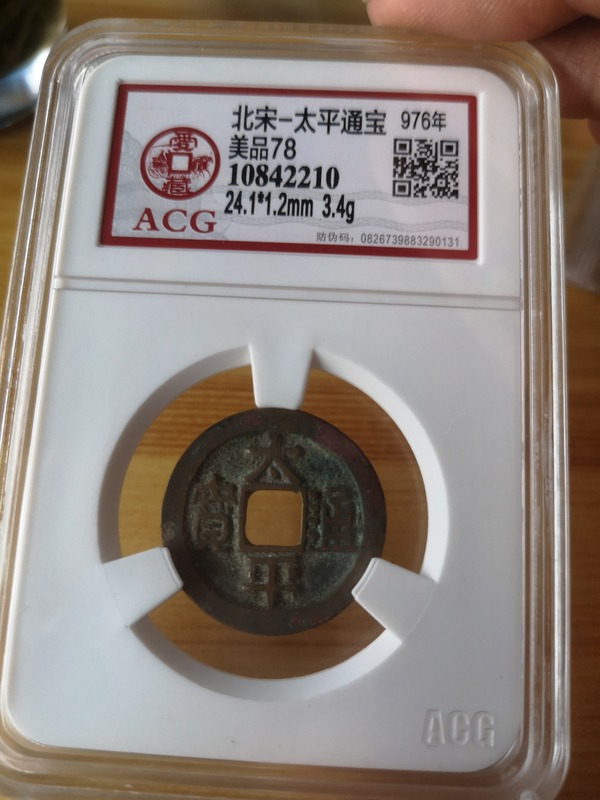 北宋-太平通宝 976年
美品78
10842210
24.1*1.2mm 3.4g
防伪码：0826739883290131
ACG
太
平
通
寳
ACG